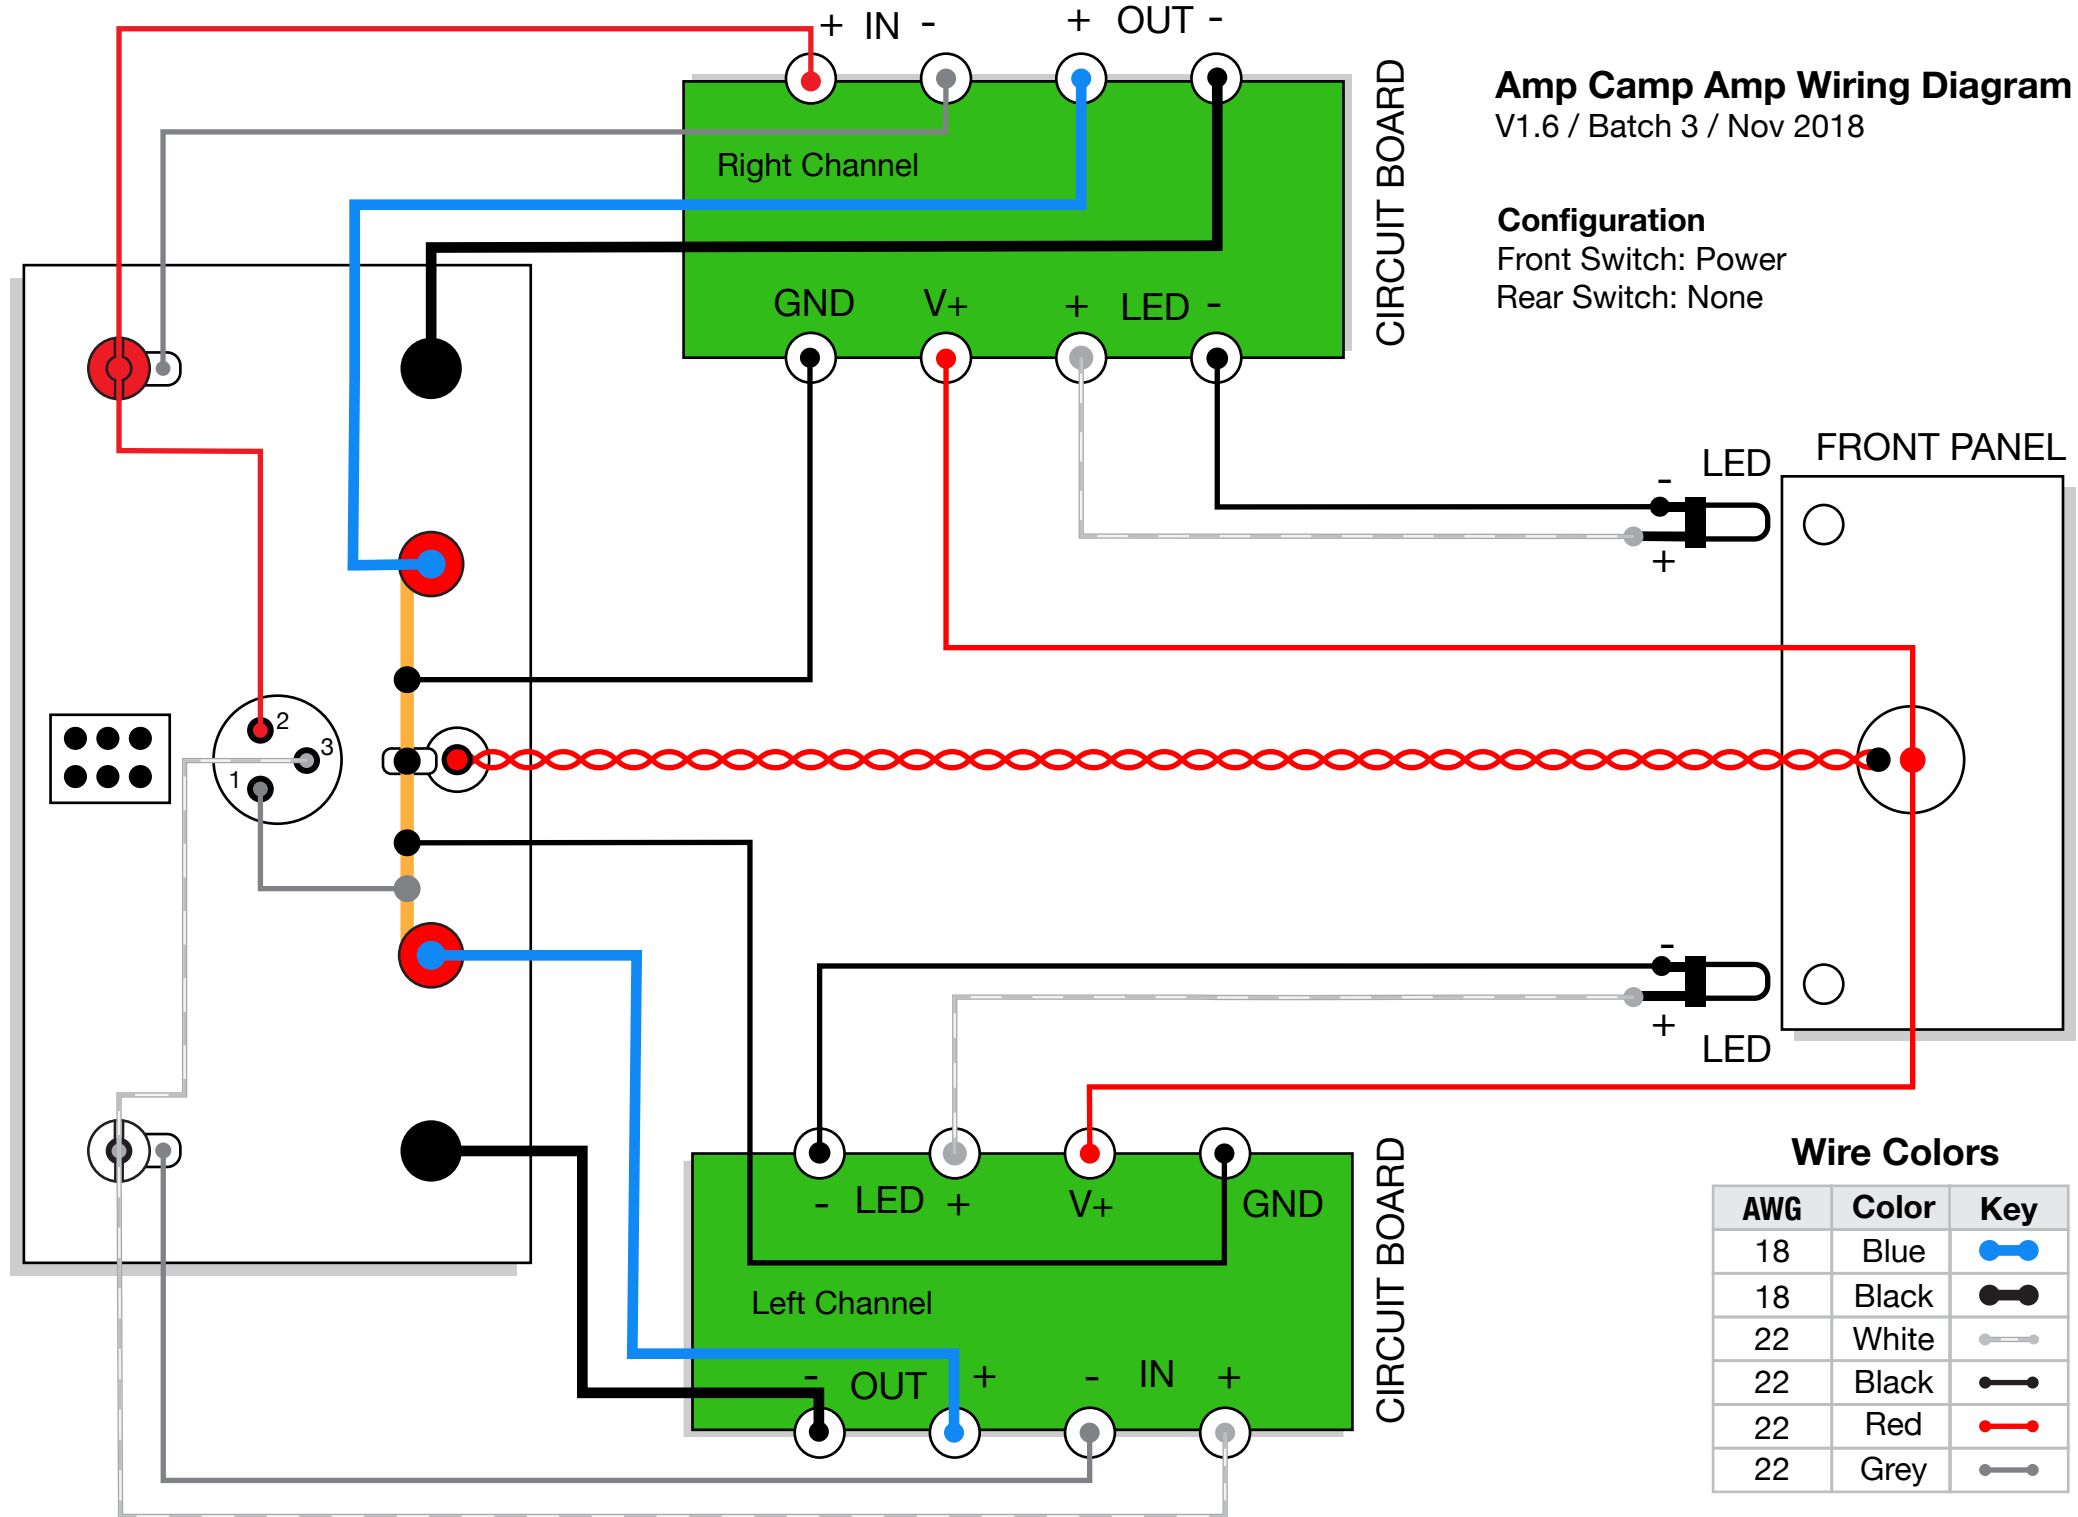 + IN -
+ OUT -
CIRCUIT BOARD
Amp Camp Amp Wiring Diagram
V1.6 / Batch 3 / Nov 2018
Right Channel
Configuration
Front Switch: Power
Rear Switch: None
GND
V+
+ LED -
FRONT PANEL
LED
-
+
2
3
1
-
+
LED
- LED +
V+
GND
CIRCUIT BOARD
Left Channel
- OUT +
- IN +
Wire Colors
AWG Color Key
18 Blue
18 Black
22 White
22 Black
22 Red
22 Grey